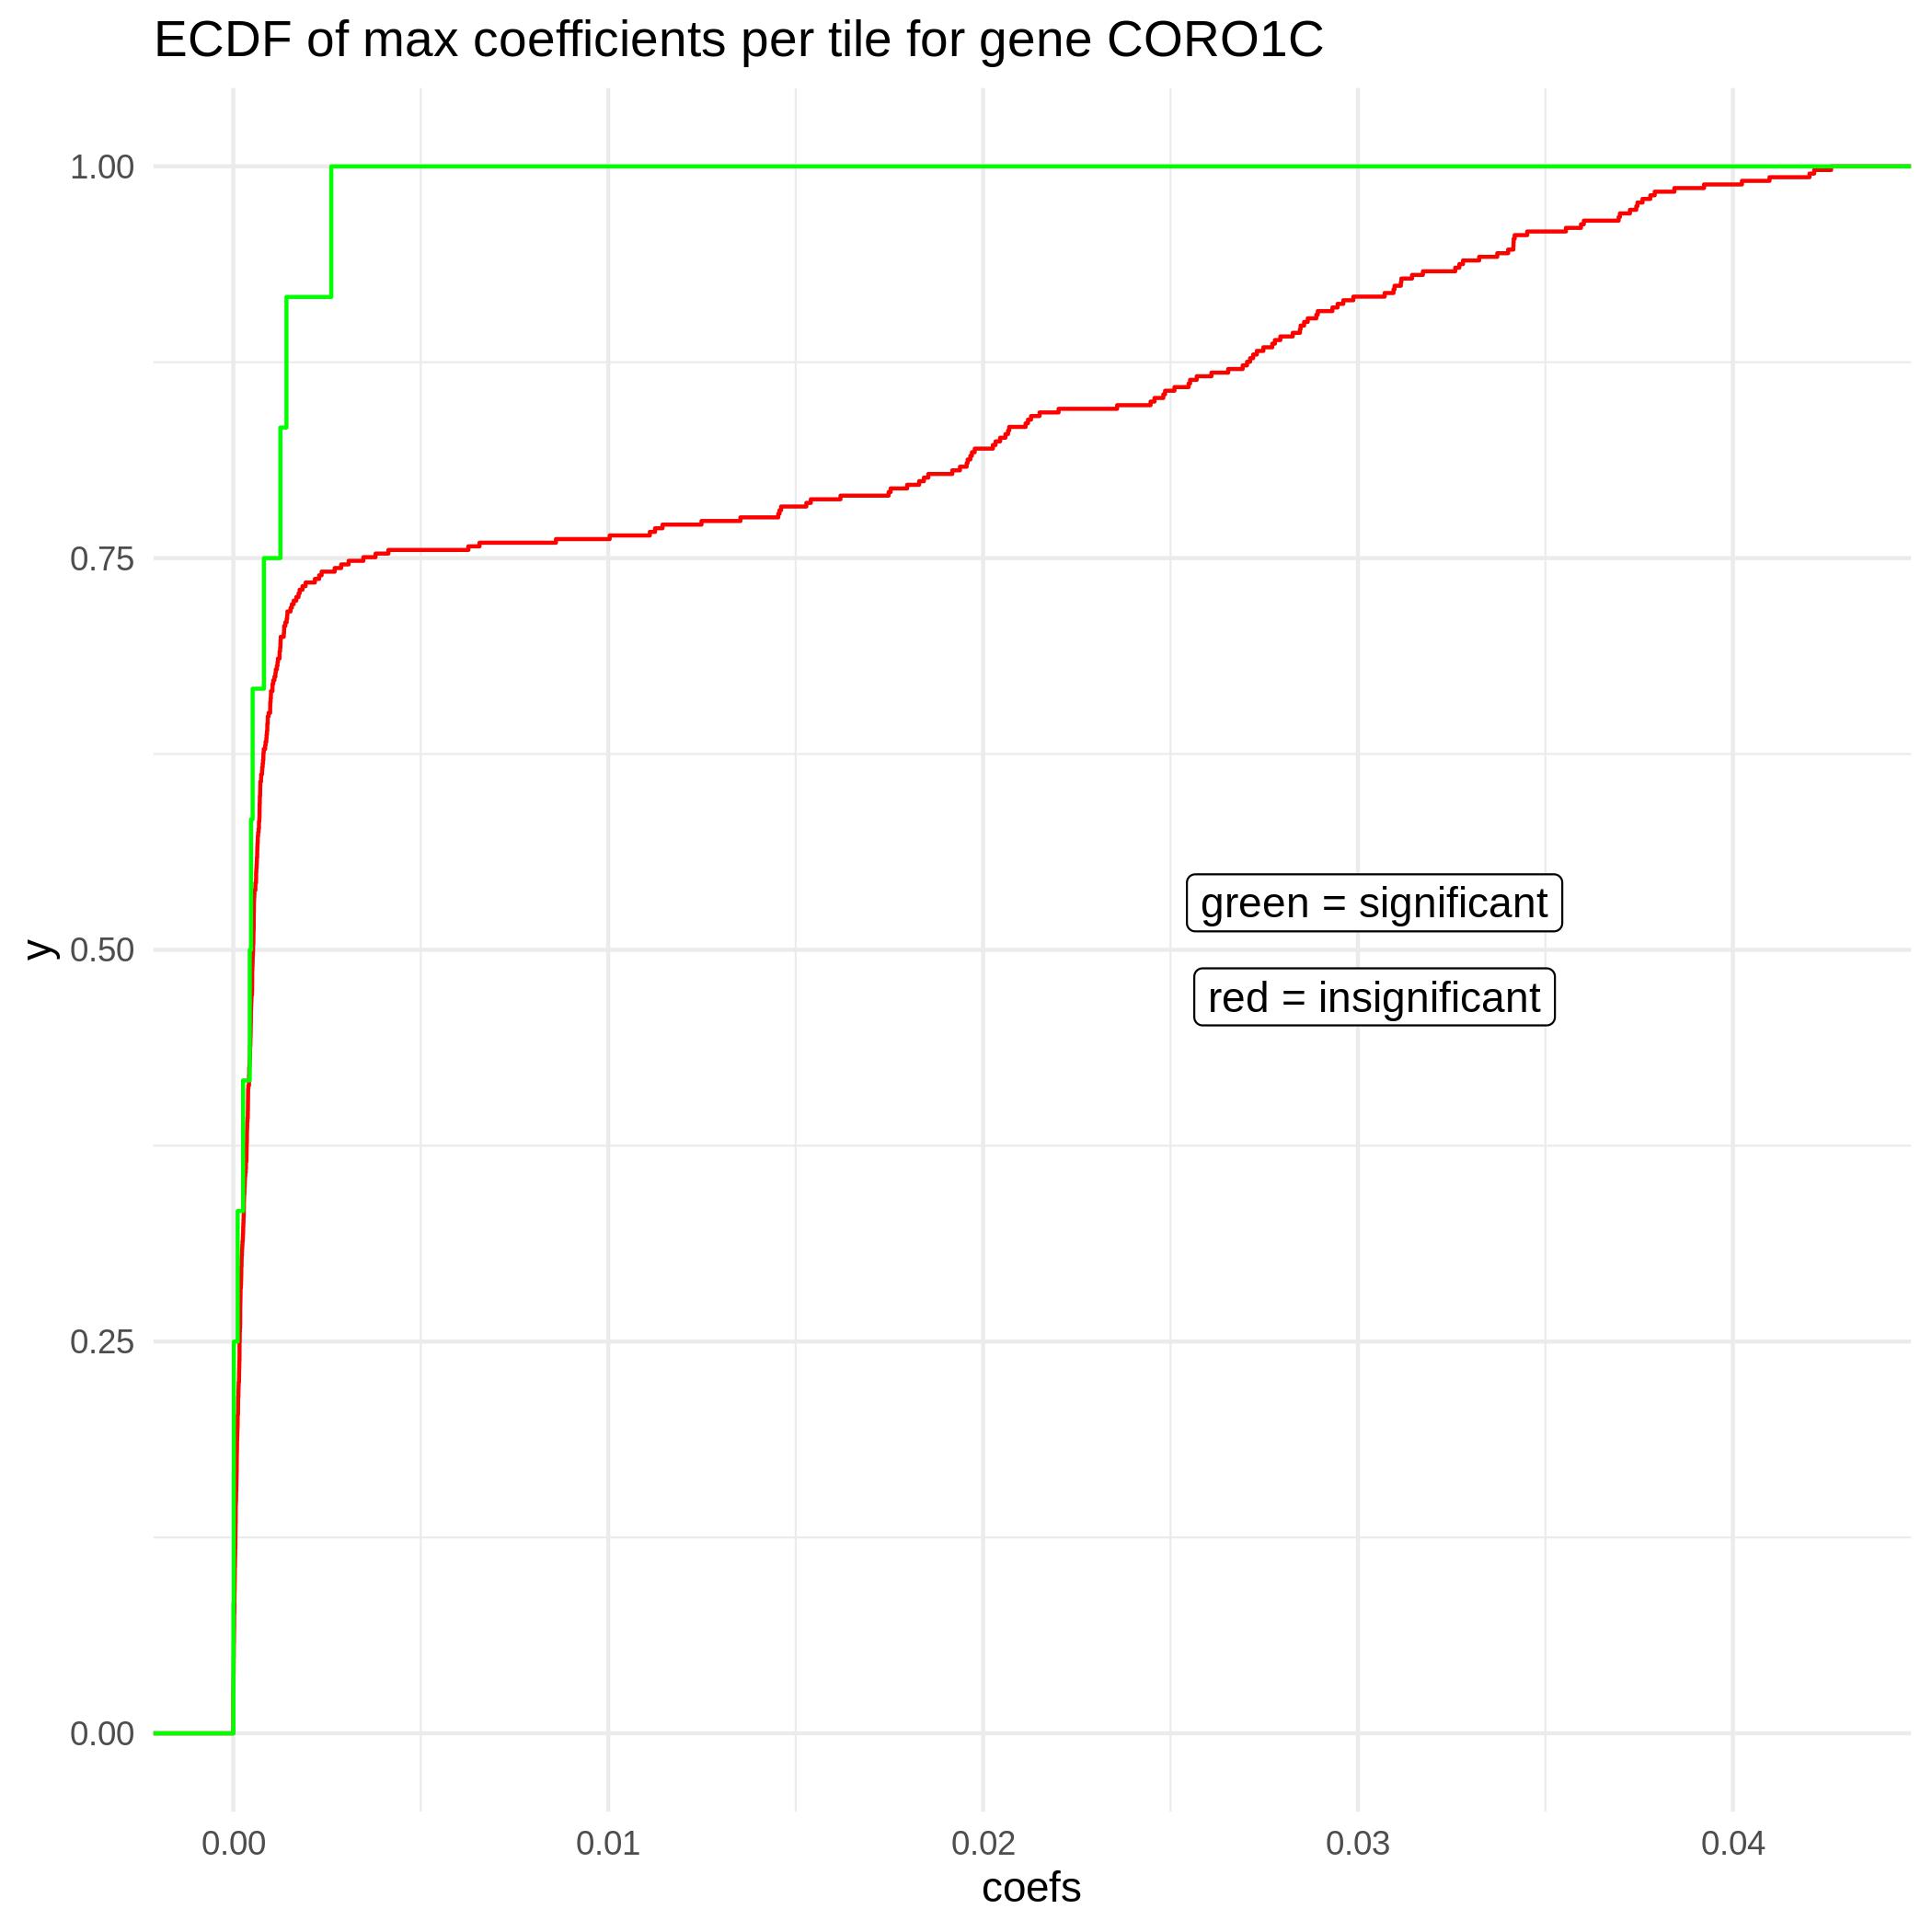 ECDF of max coefficients per tile for gene CORO1C
1.00
0.75
0.50
0.25
0.00
y
green = significant
red = insignificant
0.00 0.01 0.02 0.03 0.04
coefs